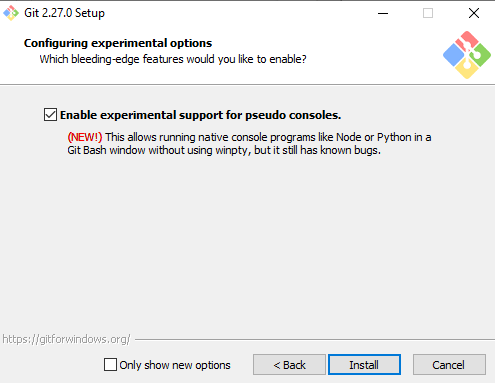 Git 2.27.0 Setup
Configuring experimental options
Which bleeding-edge features would you like to enable?
Enable experimental support for pseudo consoles.
(NEW!) This allows running native console programs like Node or Python in a
Git Bash window without using winpty, but it still has known bugs.
https://gitforwindows.org/
Only show new options
< Back
Install
Cancel